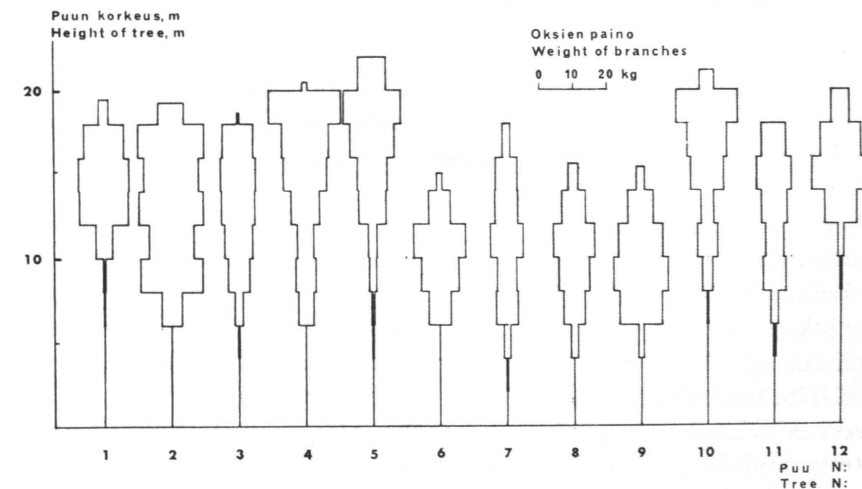 Puun korkeus, m
Height of tree, m
Oksien paino
Weight of branches
0 10 20 kg
20
10
1 2 3 4 5 6 7 8 9 10 11 12
Puu N:
Tree N: